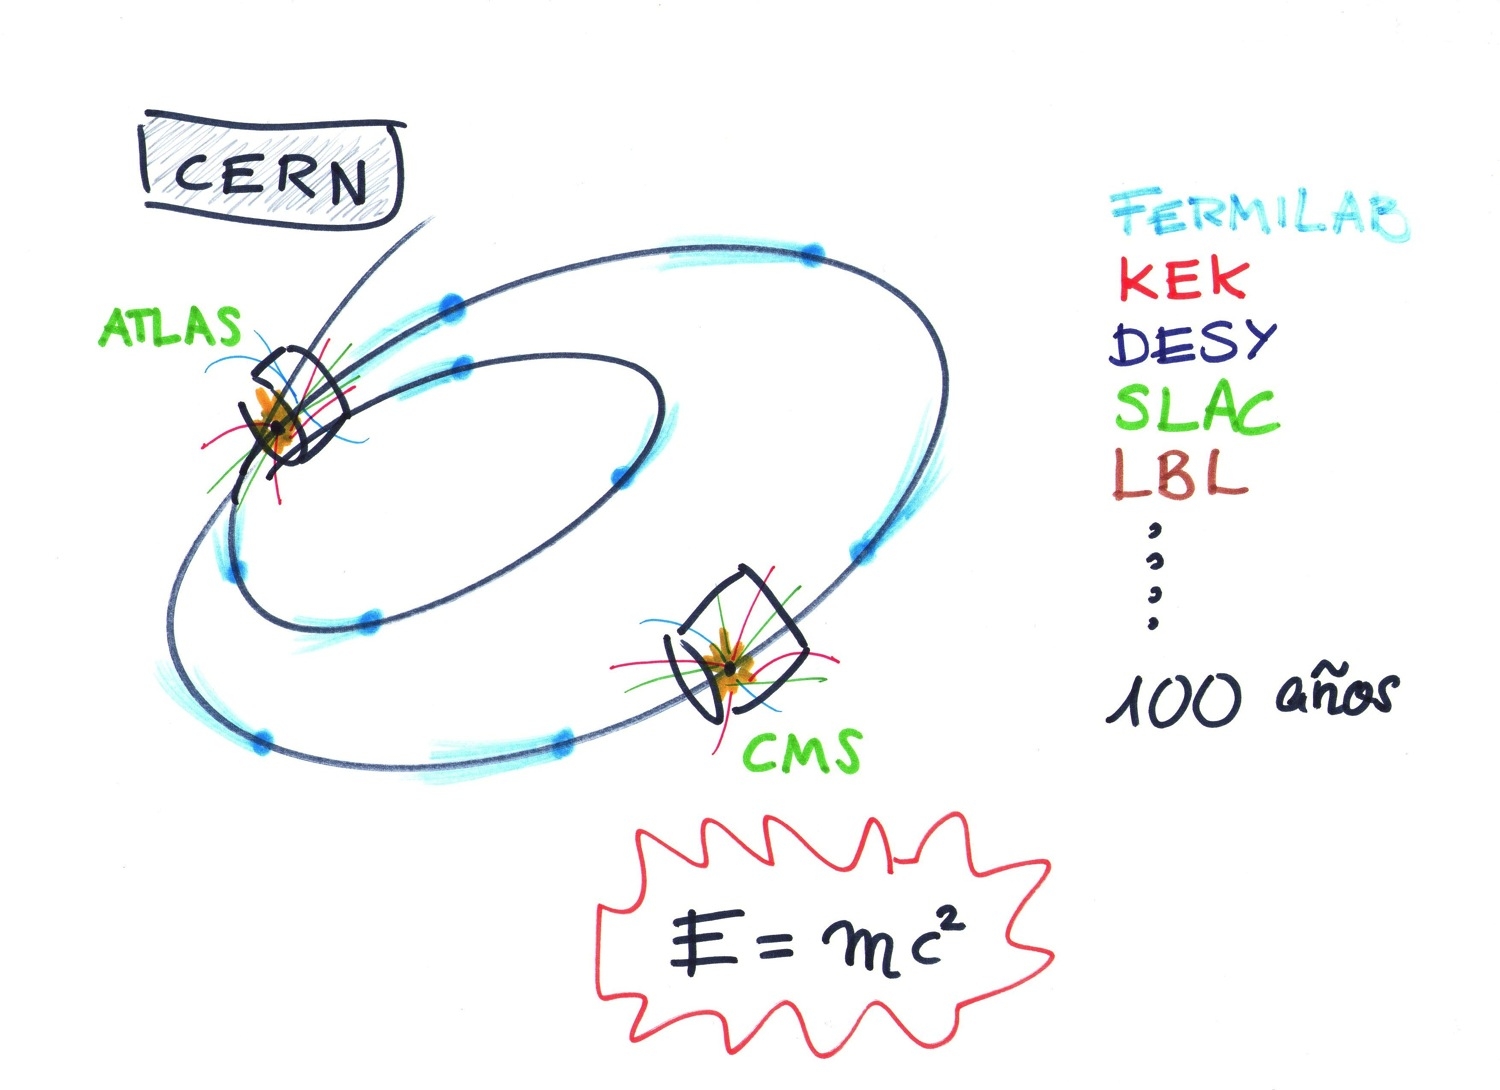 CERN
ATLAS
CMS
E = mc²
FERMILAB
KEK
DESY
SLAC
LBL
100 años